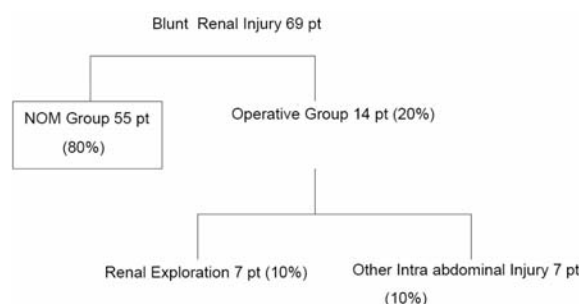 Blunt Renal Injury 69 pt
NOM Group 55 pt
(80%)
Operative Group 14 pt (20%)
Renal Exploration 7 pt (10%)
Other Intra abdominal Injury 7 pt
(10%)